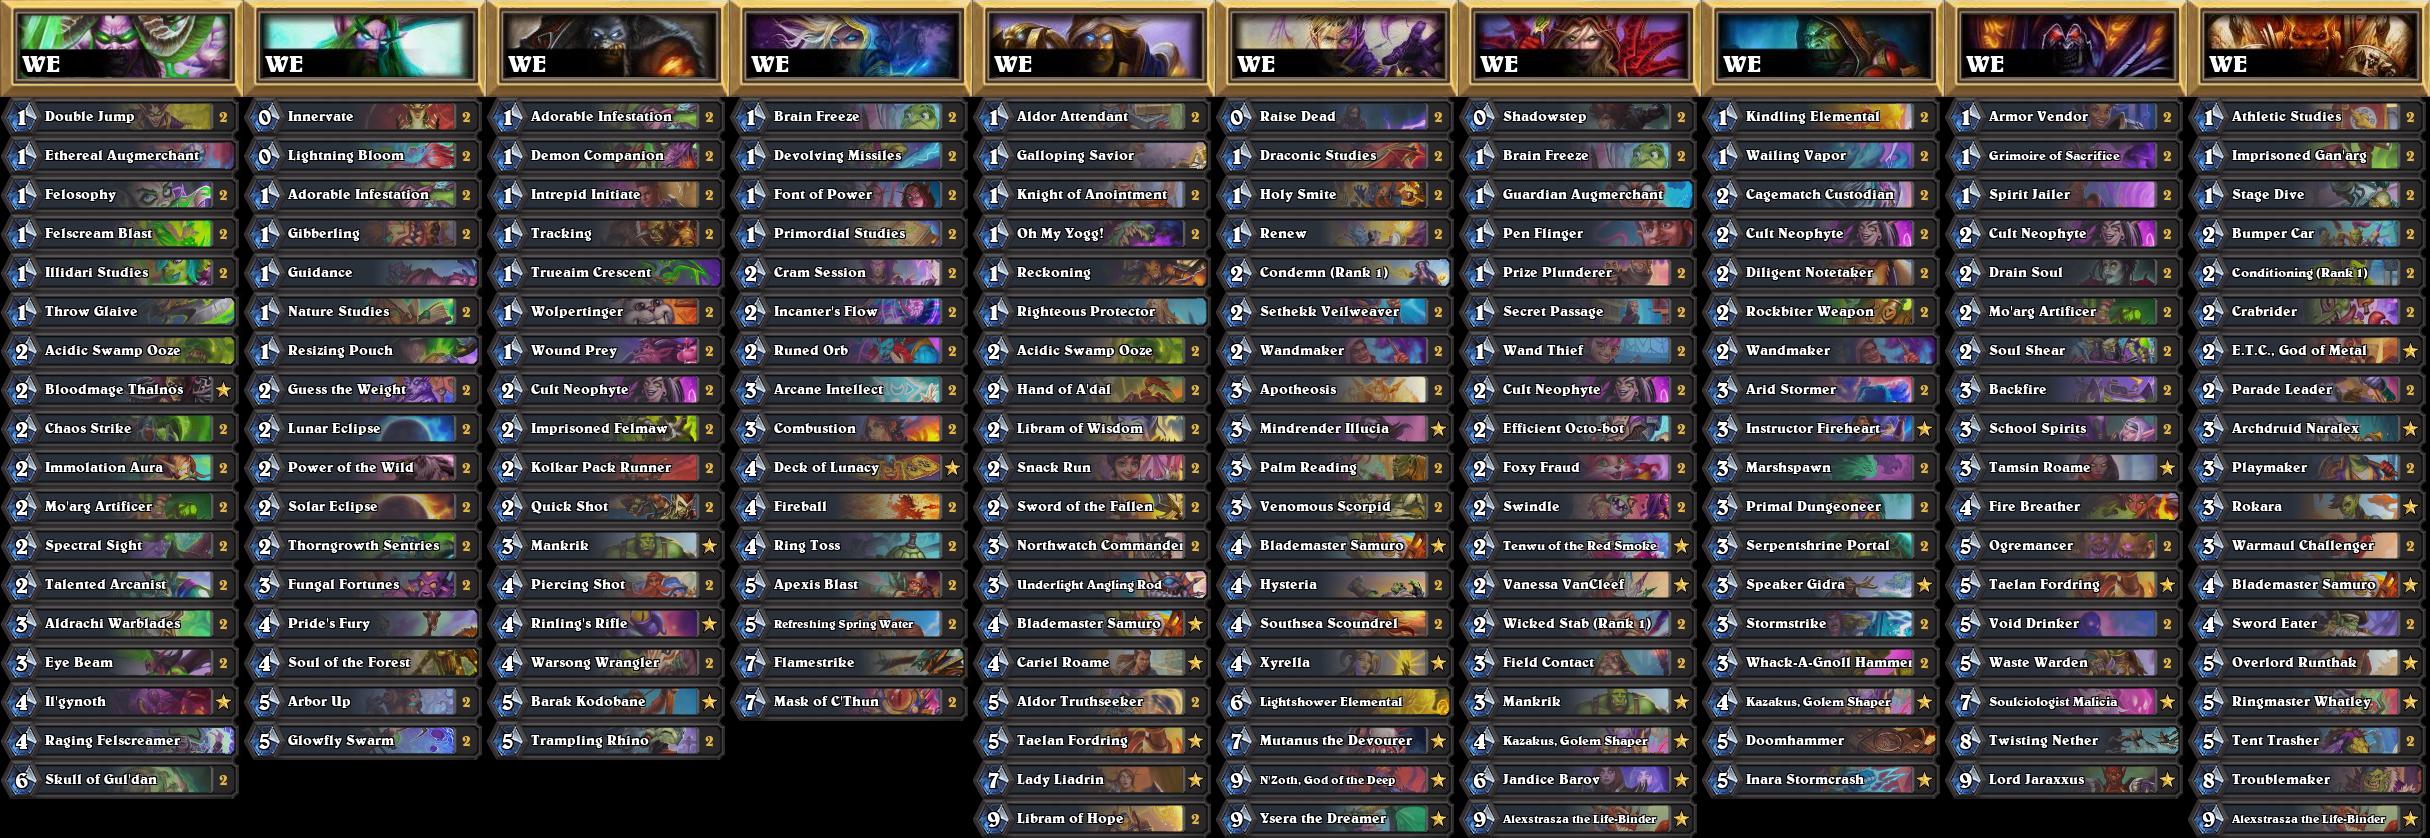 WE
1 Double Jump 2
1 Ethereal Augmerchant
1 Felosophy 2
1 Felscream Blast 2
1 Illidari Studies 2
1 Throw Glaive
2 Acidic Swamp Ooze
2 Bloodmage Thalnos
2 Chaos Strike 2
2 Immolation Aura 2
2 Mo'arg Artificer 2
2 Spectral Sight 2
2 Talented Arcanist 2
3 Aldrachi Warblades 2
3 Eye Beam 2
4 Il'gynoth
4 Raging Felscreamer
6 Skull of Gul'dan 2
WE
0 Innervate 2
0 Lightning Bloom 2
1 Adorable Infestation 2
1 Gibberling 2
1 Guidance
1 Nature Studies 2
1 Resizing Pouch
2 Guess the Weight 2
2 Lunar Eclipse 2
2 Power of the Wild 2
2 Solar Eclipse 2
2 Thorngrowth Sentries 2
3 Fungal Fortunes 2
4 Pride's Fury
4 Soul of the Forest
5 Arbor Up 2
5 Glowfly Swarm 2
WE
1 Adorable Infestation 2
1 Demon Companion 2
1 Intrepid Initiate 2
1 Tracking 2
1 Trueaim Crescent
1 Wolpertinger 2
1 Wound Prey 2
2 Cult Neophyte 2
2 Imprisoned Felmaw 2
2 Kolkar Pack Runner 2
2 Quick Shot 2
3 Mankrik
4 Piercing Shot 2
4 Rinling's Rifle
4 Warsong Wrangler 2
5 Barak Kodobane
5 Trampling Rhino 2
WE
1 Brain Freeze 2
1 Devolving Missiles 2
1 Font of Power 2
1 Primordial Studies 2
2 Cram Session 2
2 Incanter's Flow 2
2 Runed Orb 2
3 Arcane Intellect 2
3 Combustion 2
4 Deck of Lunacy
4 Fireball 2
4 Ring Toss 2
5 Apexis Blast 2
5 Refreshing Spring Water 2
7 Flamestrike
7 Mask of C'Thun 2
WE
1 Aldor Attendant 2
1 Galloping Savior
1 Knight of Anointment 2
1 Oh My Yogg! 2
1 Reckoning
1 Righteous Protector
2 Acidic Swamp Ooze 2
2 Hand of A'dal 2
2 Libram of Wisdom 2
2 Snack Run 2
2 Sword of the Fallen 2
3 Northwatch Commander 2
3 Underlight Angling Rod
4 Blademaster Samuro
4 Cariel Roame
5 Aldor Truthseeker 2
5 Taelan Fordring
7 Lady Liadrin
9 Libram of Hope 2
WE
0 Raise Dead 2
1 Draconic Studies 2
1 Holy Smite 2
1 Renew 2
2 Condemn (Rank 1)
2 Sethekk Veilweaver 2
2 Wandmaker 2
3 Apotheosis 2
3 Mindrender Illucia
3 Palm Reading 2
3 Venomous Scorpid 2
4 Blademaster Samuro
4 Hysteria 2
4 Southsea Scoundrel 2
4 Xyrella
6 Lightshower Elemental
7 Mutanus the Devourer
9 N'Zoth, God of the Deep
9 Ysera the Dreamer
WE
0 Shadowstep 2
1 Brain Freeze 2
1 Guardian Augmerchant
1 Pen Flinger
1 Prize Plunderer 2
1 Secret Passage 2
1 Wand Thief 2
2 Cult Neophyte 2
2 Efficient Octo-bot 2
2 Foxy Fraud 2
2 Swindle 2
2 Tenwu of the Red Smoke
2 Vanessa VanCleef
2 Wicked Stab (Rank 1) 2
3 Field Contact 2
3 Mankrik
4 Kazakus, Golem Shaper
6 Jandice Barov
9 Alexstrasza the Life-Binder
WE
1 Kindling Elemental 2
1 Wailing Vapor 2
2 Cagematch Custodian 2
2 Cult Neophyte 2
2 Diligent Notetaker 2
2 Rockbiter Weapon 2
2 Wandmaker
3 Arid Stormer 2
3 Instructor Fireheart
3 Marshspawn 2
3 Primal Dungeoneer 2
3 Serpentshrine Portal 2
3 Speaker Gidra
3 Stormstrike 2
3 Whack-A-Gnoll Hammer 2
4 Kazakus, Golem Shaper
5 Doomhammer
5 Inara Stormcrash
WE
1 Armor Vendor 2
1 Grimoire of Sacrifice 2
1 Spirit Jailer 2
2 Cult Neophyte 2
2 Drain Soul 2
2 Mo'arg Artificer 2
2 Soul Shear 2
3 Backfire 2
3 School Spirits 2
3 Tamsin Roame
4 Fire Breather
5 Ogremancer 2
5 Taelan Fordring
5 Void Drinker 2
5 Waste Warden 2
7 Soulciologist Malicia
8 Twisting Nether
9 Lord Jaraxxus
WE
1 Athletic Studies 2
1 Imprisoned Gan'arg 2
1 Stage Dive 2
2 Bumper Car 2
2 Conditioning (Rank 1) 2
2 Crabrider 2
2 E.T.C., God of Metal
2 Parade Leader 2
3 Archdruid Naralex
3 Playmaker 2
3 Rokara
3 Warmaul Challenger 2
4 Blademaster Samuro
4 Sword Eater 2
5 Overlord Runthak
5 Ringmaster Whatley
5 Tent Trasher 2
8 Troublemaker
9 Alexstrasza the Life-Binder